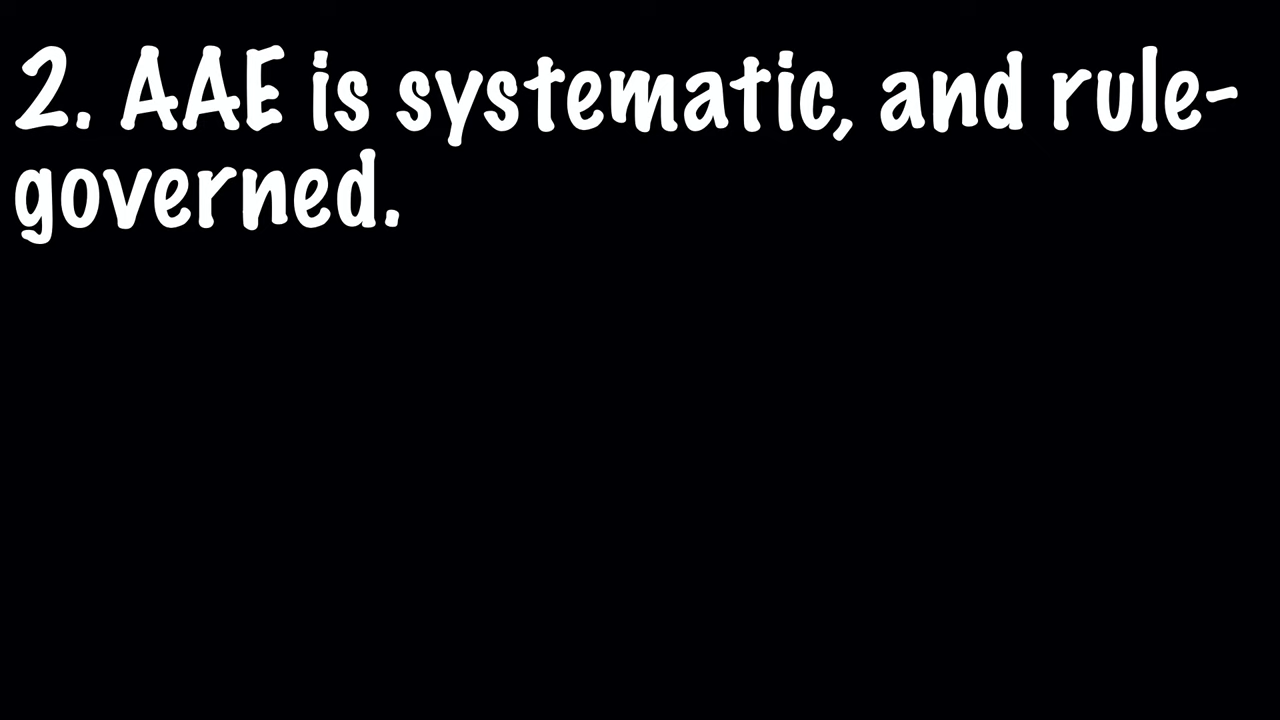 2. AAE is systematic, and rule-
governed.